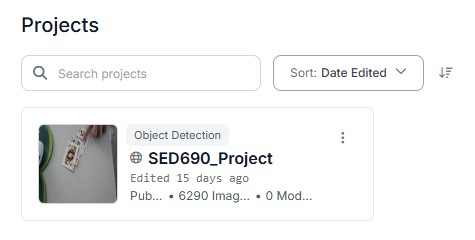 Projects
Search projects
Sort: Date Edited
Object Detection
SED690_Project
Edited 15 days ago
Pub... • 6290 Imag... • 0 Mod...